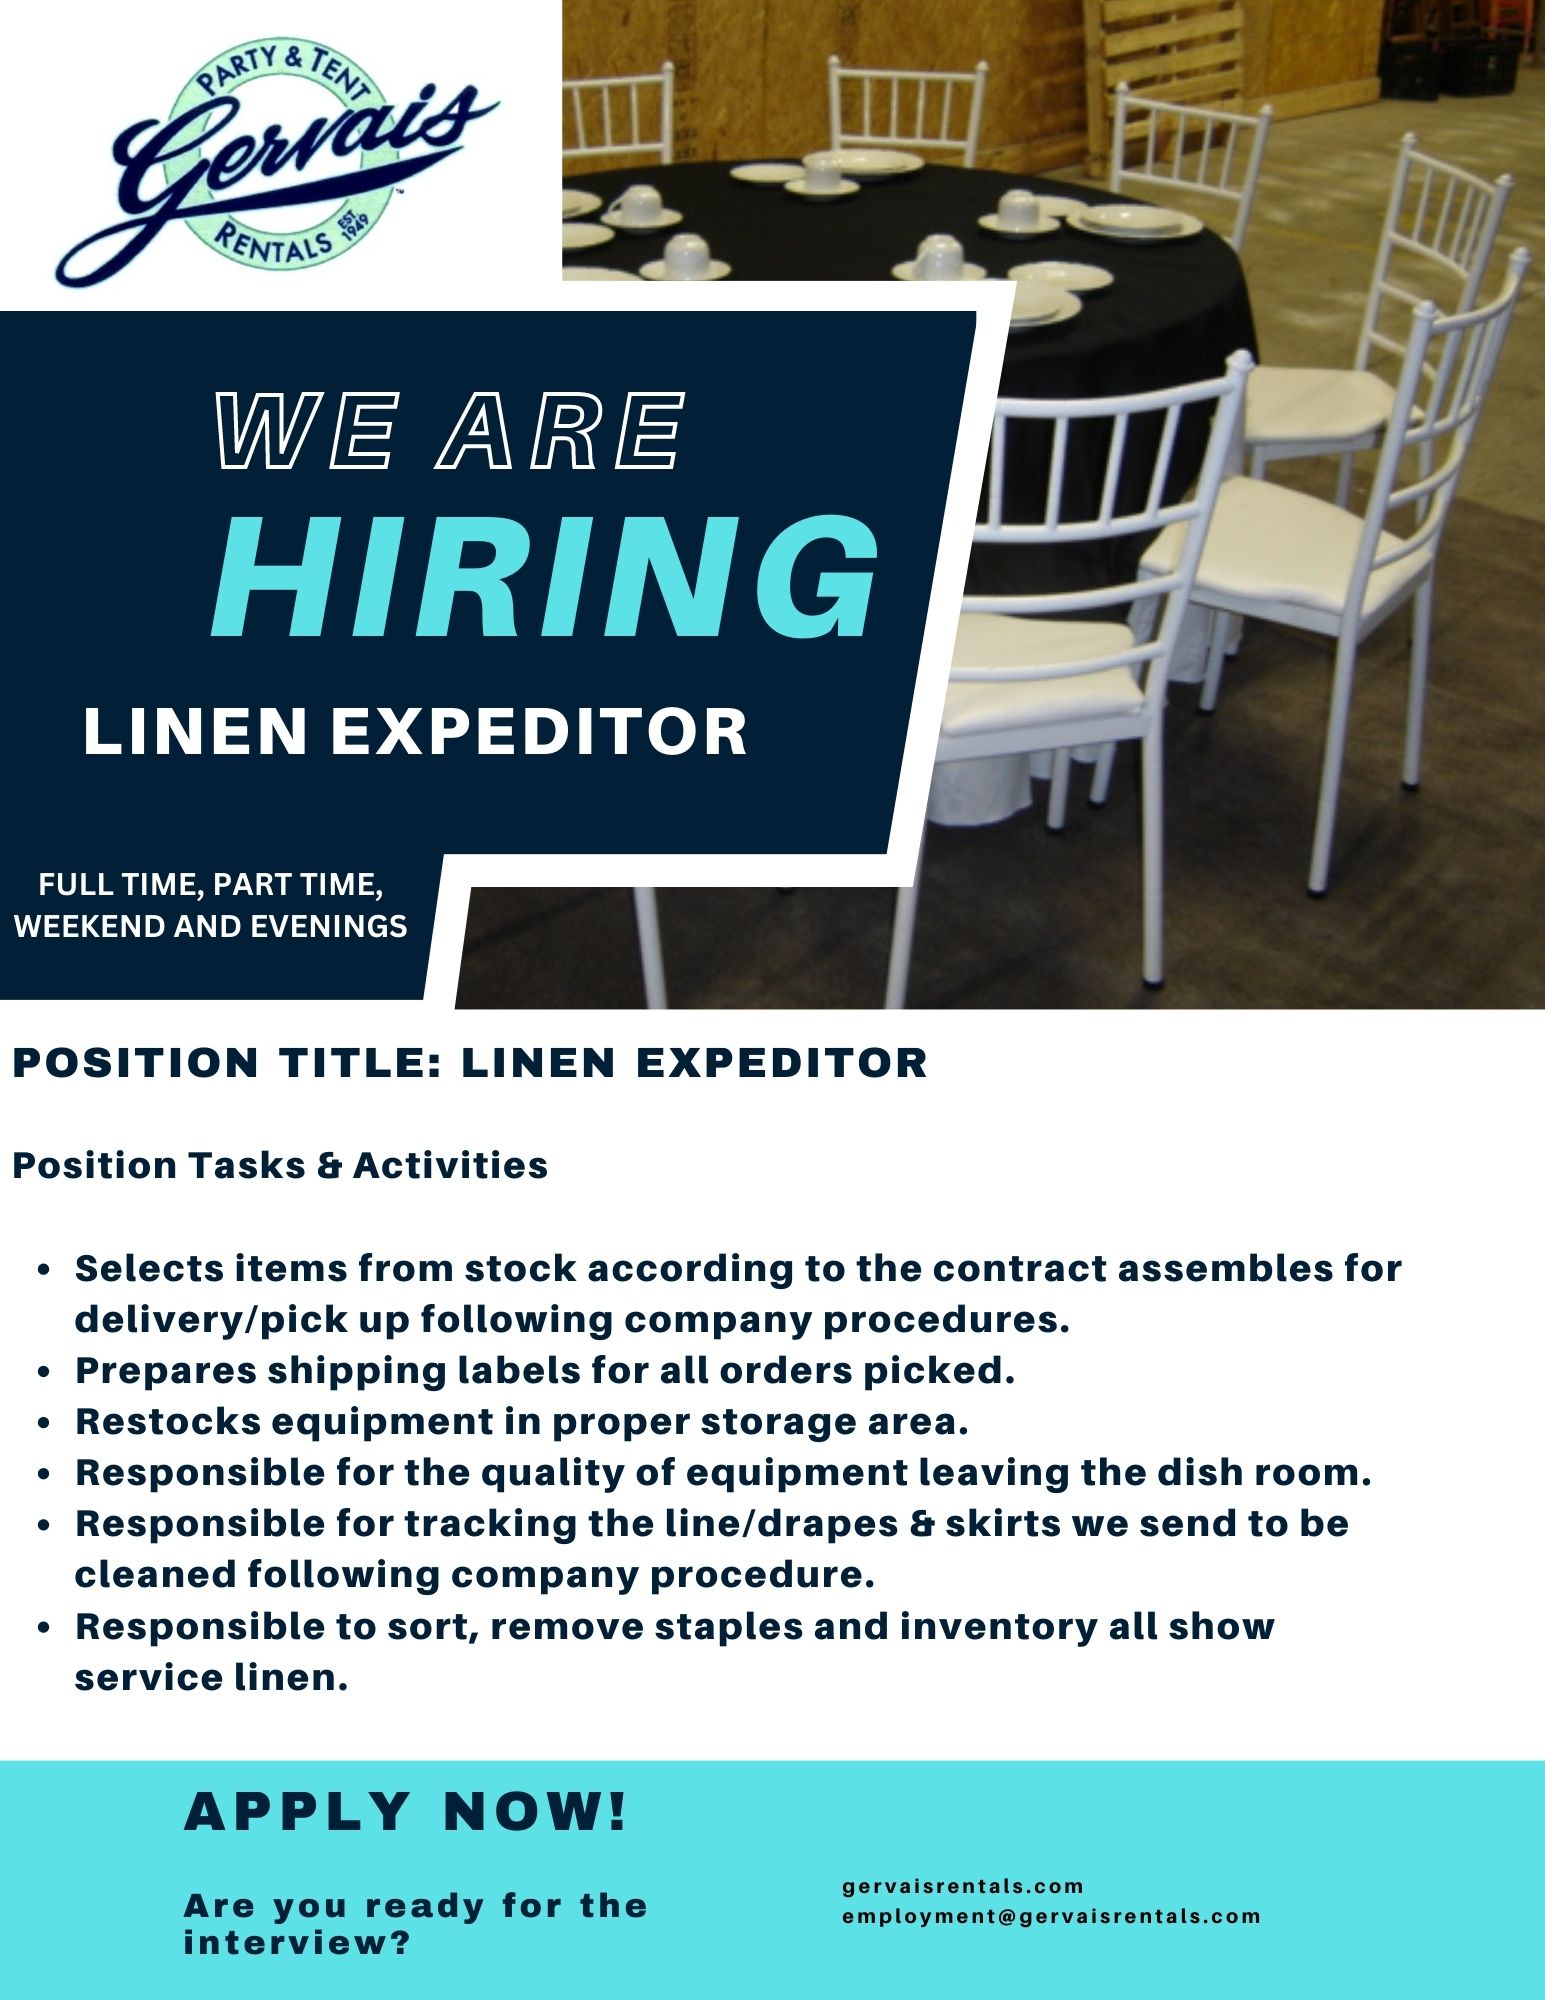 PARTY & TENT
Gervais
RENTALS
EST.
1949
TM
WE ARE
HIRING
LINEN EXPEDITOR
FULL TIME, PART TIME,
WEEKEND AND EVENINGS
POSITION TITLE: LINEN EXPEDITOR
Position Tasks & Activities
• Selects items from stock according to the contract assembles for
delivery/pick up following company procedures.
• Prepares shipping labels for all orders picked.
• Restocks equipment in proper storage area.
• Responsible for the quality of equipment leaving the dish room.
• Responsible for tracking the line/drapes & skirts we send to be
cleaned following company procedure.
• Responsible to sort, remove staples and inventory all show
service linen.
APPLY NOW!
Are you ready for the
interview?
gervaisrentals.com
employment@gervaisrentals.com